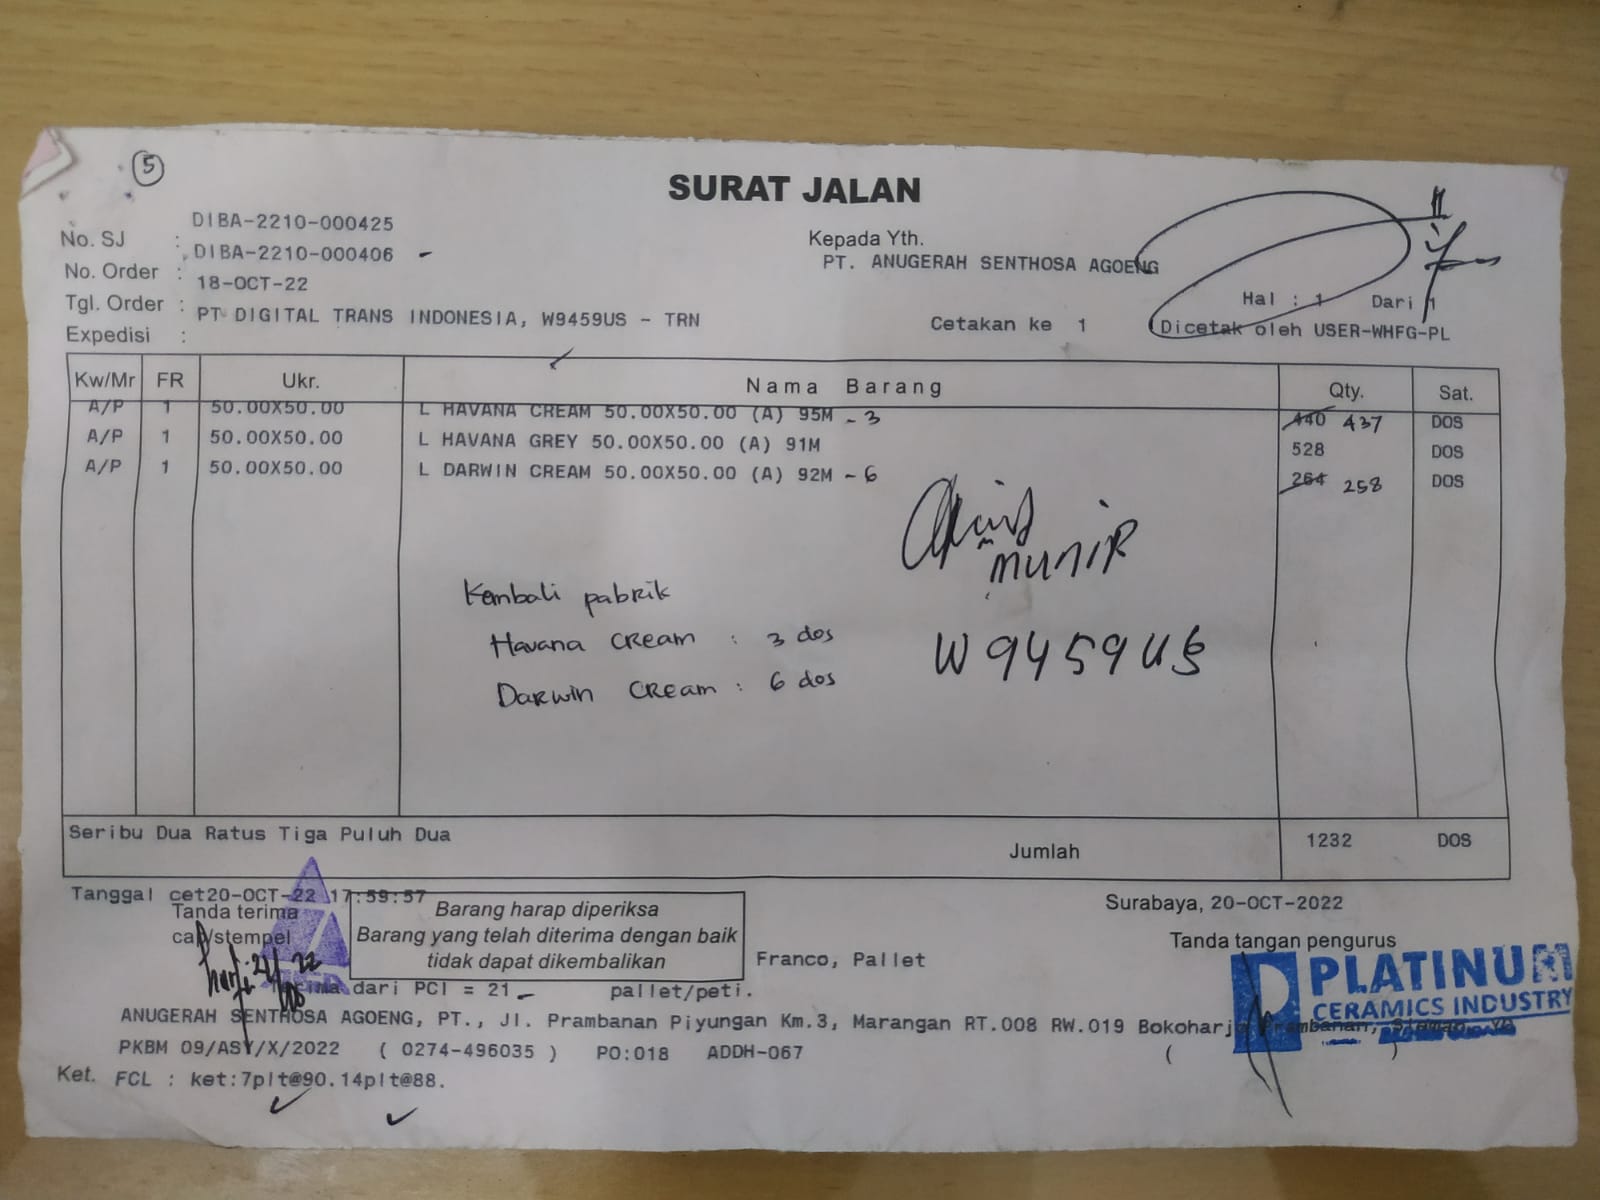 5
SURAT JALAN
No. SJ : DIBA-2210-000425
No. Order : DIBA-2210-000406 -
Tgl. Order : 18-OCT-22
Expedisi : PT DIGITAL TRANS INDONESIA, W9459US - TRN
Kepada Yth.
PT. ANUGERAH SENTHOSA AGOENG
Hal : 1 Dari 1
Cetakan ke 1 Dicetak oleh USER-WHFG-PL
Kw/Mr FR Ukr. Nama Barang Qty. Sat.
A/P 1 50.00X50.00 L HAVANA CREAM 50.00X50.00 (A) 95M - 3 440 437 DOS
A/P 1 50.00X50.00 L HAVANA GREY 50.00X50.00 (A) 91M 528 DOS
A/P 1 50.00X50.00 L DARWIN CREAM 50.00X50.00 (A) 92M - 6 264 258 DOS
MUNIR
Kembali pabrik
Havana Cream : 3 dos
W9459US
Darwin Cream : 6 dos
Seribu Dua Ratus Tiga Puluh Dua
Jumlah 1232 DOS
Tanggal cet20-OCT-22 17:59:57
Tanda terima
cap/stempel
Barang harap diperiksa
Barang yang telah diterima dengan baik
tidak dapat dikembalikan
Franco, Pallet
Surabaya, 20-OCT-2022
Tanda tangan pengurus
PLATINUM
CERAMICS INDUSTRY
Terima dari PCI = 21 - pallet/peti.
ANUGERAH SENTHOSA AGOENG, PT., Jl. Prambanan Piyungan Km.3, Marangan RT.008 RW.019 Bokoharjo Prambanan,
PKBM 09/ASY/X/2022 ( 0274-496035 ) PO:018 ADDH-067
( )
Ket. FCL : ket:7plt@90.14plt@88.